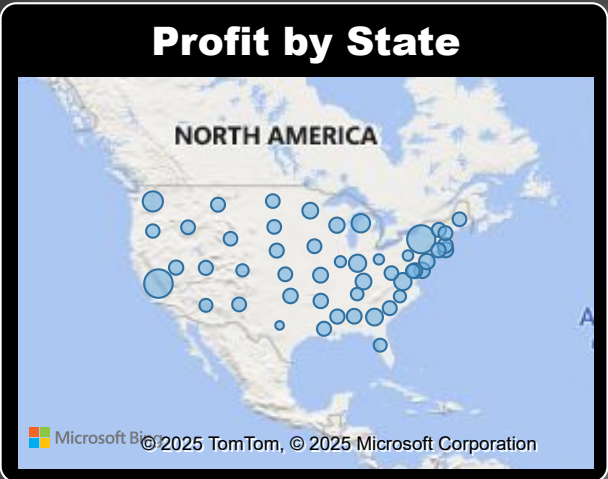 Profit by State
NORTH AMERICA
A
Microsoft Bing
© 2025 TomTom, © 2025 Microsoft Corporation